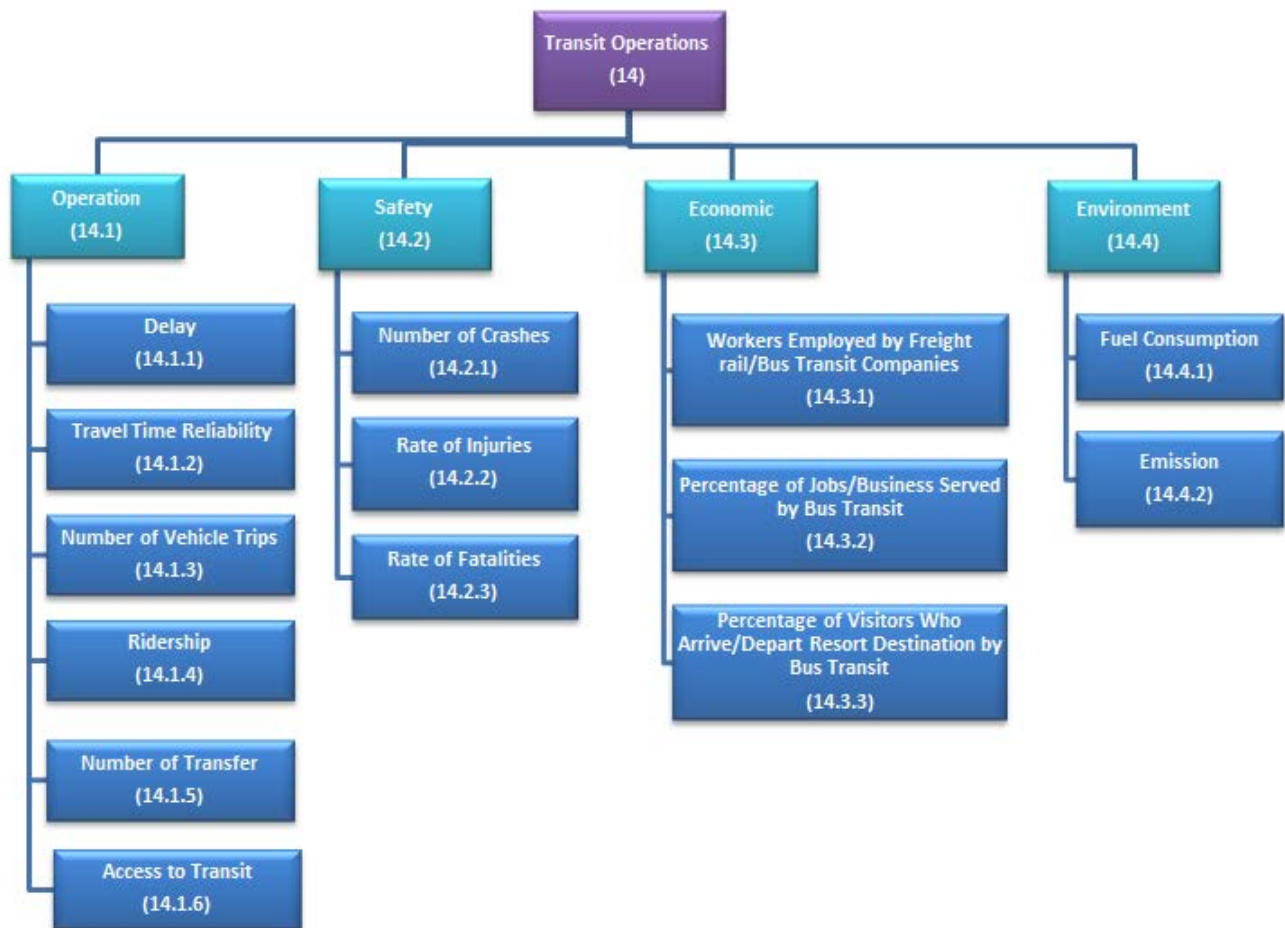 Transit Operations
(14)
Operation
(14.1)
Safety
(14.2)
Economic
(14.3)
Environment
(14.4)
Delay
(14.1.1)
Travel Time Reliability
(14.1.2)
Number of Vehicle Trips
(14.1.3)
Ridership
(14.1.4)
Number of Transfer
(14.1.5)
Access to Transit
(14.1.6)
Number of Crashes
(14.2.1)
Rate of Injuries
(14.2.2)
Rate of Fatalities
(14.2.3)
Workers Employed by Freight
rail/Bus Transit Companies
(14.3.1)
Percentage of Jobs/Business Served
by Bus Transit
(14.3.2)
Percentage of Visitors Who
Arrive/Depart Resort Destination by
Bus Transit
(14.3.3)
Fuel Consumption
(14.4.1)
Emission
(14.4.2)